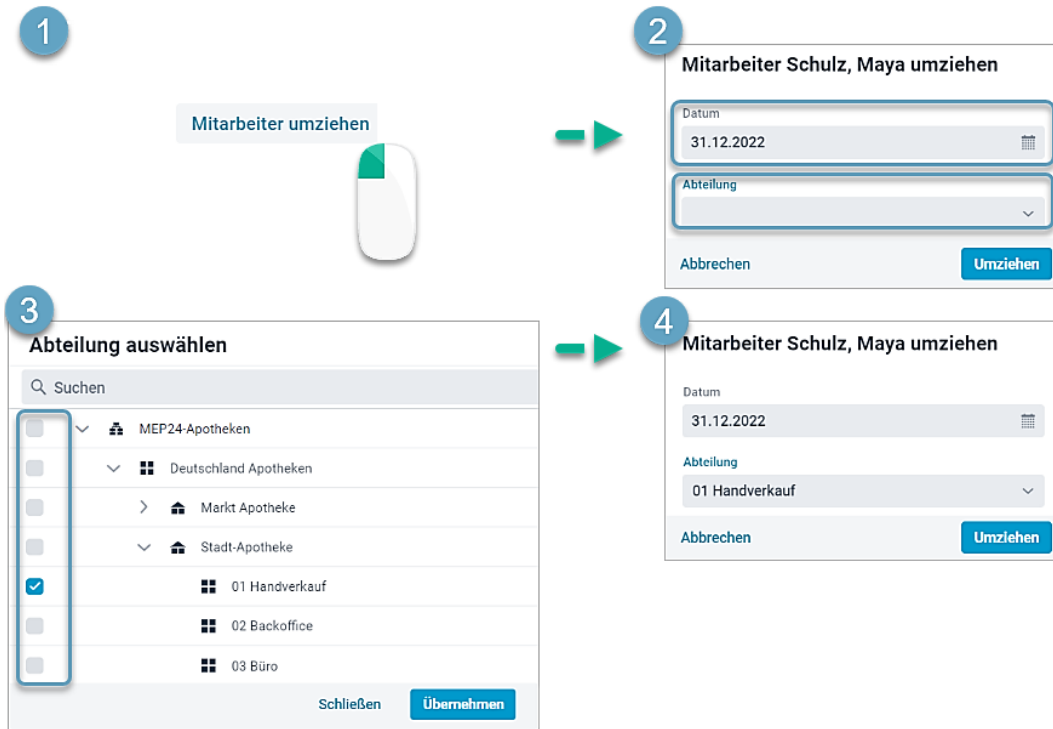 1
Mitarbeiter umziehen
2
Mitarbeiter Schulz, Maya umziehen
Datum
31.12.2022
Abteilung
Abbrechen
Umziehen
3
Abteilung auswählen
Suchen
MEP24-Apotheken
Deutschland Apotheken
Markt Apotheke
Stadt-Apotheke
01 Handverkauf
02 Backoffice
03 Büro
Schließen
Übernehmen
4
Mitarbeiter Schulz, Maya umziehen
Datum
31.12.2022
Abteilung
01 Handverkauf
Abbrechen
Umziehen